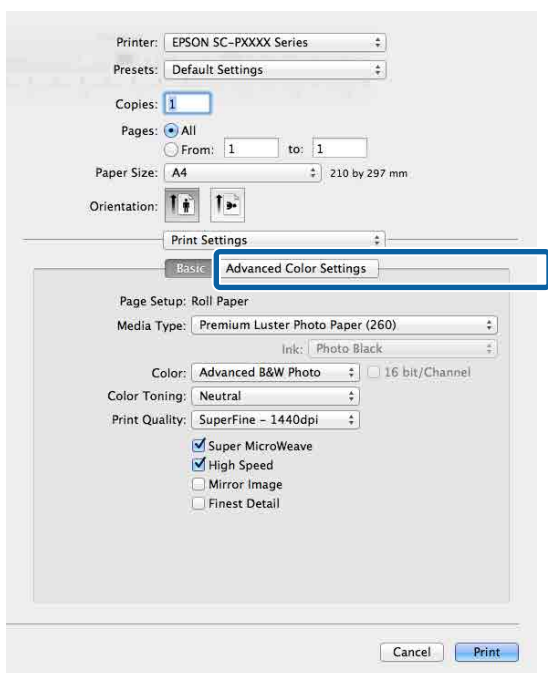 Printer: EPSON SC-PXXXX Series
Presets: Default Settings
Copies: 1
Pages: All
From: 1 to: 1
Paper Size: A4 210 by 297 mm
Orientation:
Print Settings
Basic Advanced Color Settings
Page Setup: Roll Paper
Media Type: Premium Luster Photo Paper (260)
Ink: Photo Black
Color: Advanced B&W Photo 16 bit/Channel
Color Toning: Neutral
Print Quality: SuperFine – 1440dpi
Super MicroWeave
High Speed
Mirror Image
Finest Detail
Cancel Print